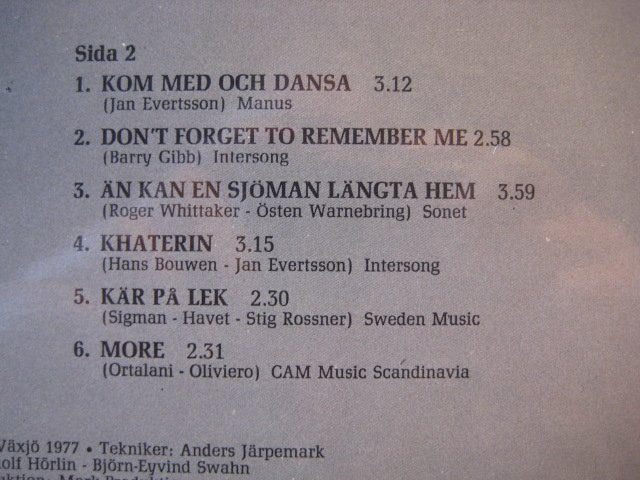 Sida 2
1. KOM MED OCH DANSA 3.12
(Jan Evertsson) Manus
2. DON'T FORGET TO REMEMBER ME 2.58
(Barry Gibb) Intersong
3. ÄN KAN EN SJÖMAN LÄNGTA HEM 3.59
(Roger Whittaker - Östen Warnebring) Sonet
4. KHATERIN 3.15
(Hans Bouwen - Jan Evertsson) Intersong
5. KÄR PÅ LEK 2.30
(Sigman - Havet - Stig Rossner) Sweden Music
6. MORE 2.31
(Ortalani - Oliviero) CAM Music Scandinavia
Växjö 1977 • Tekniker: Anders Järpemark
olf Hörlin - Björn-Eyvind Swahn